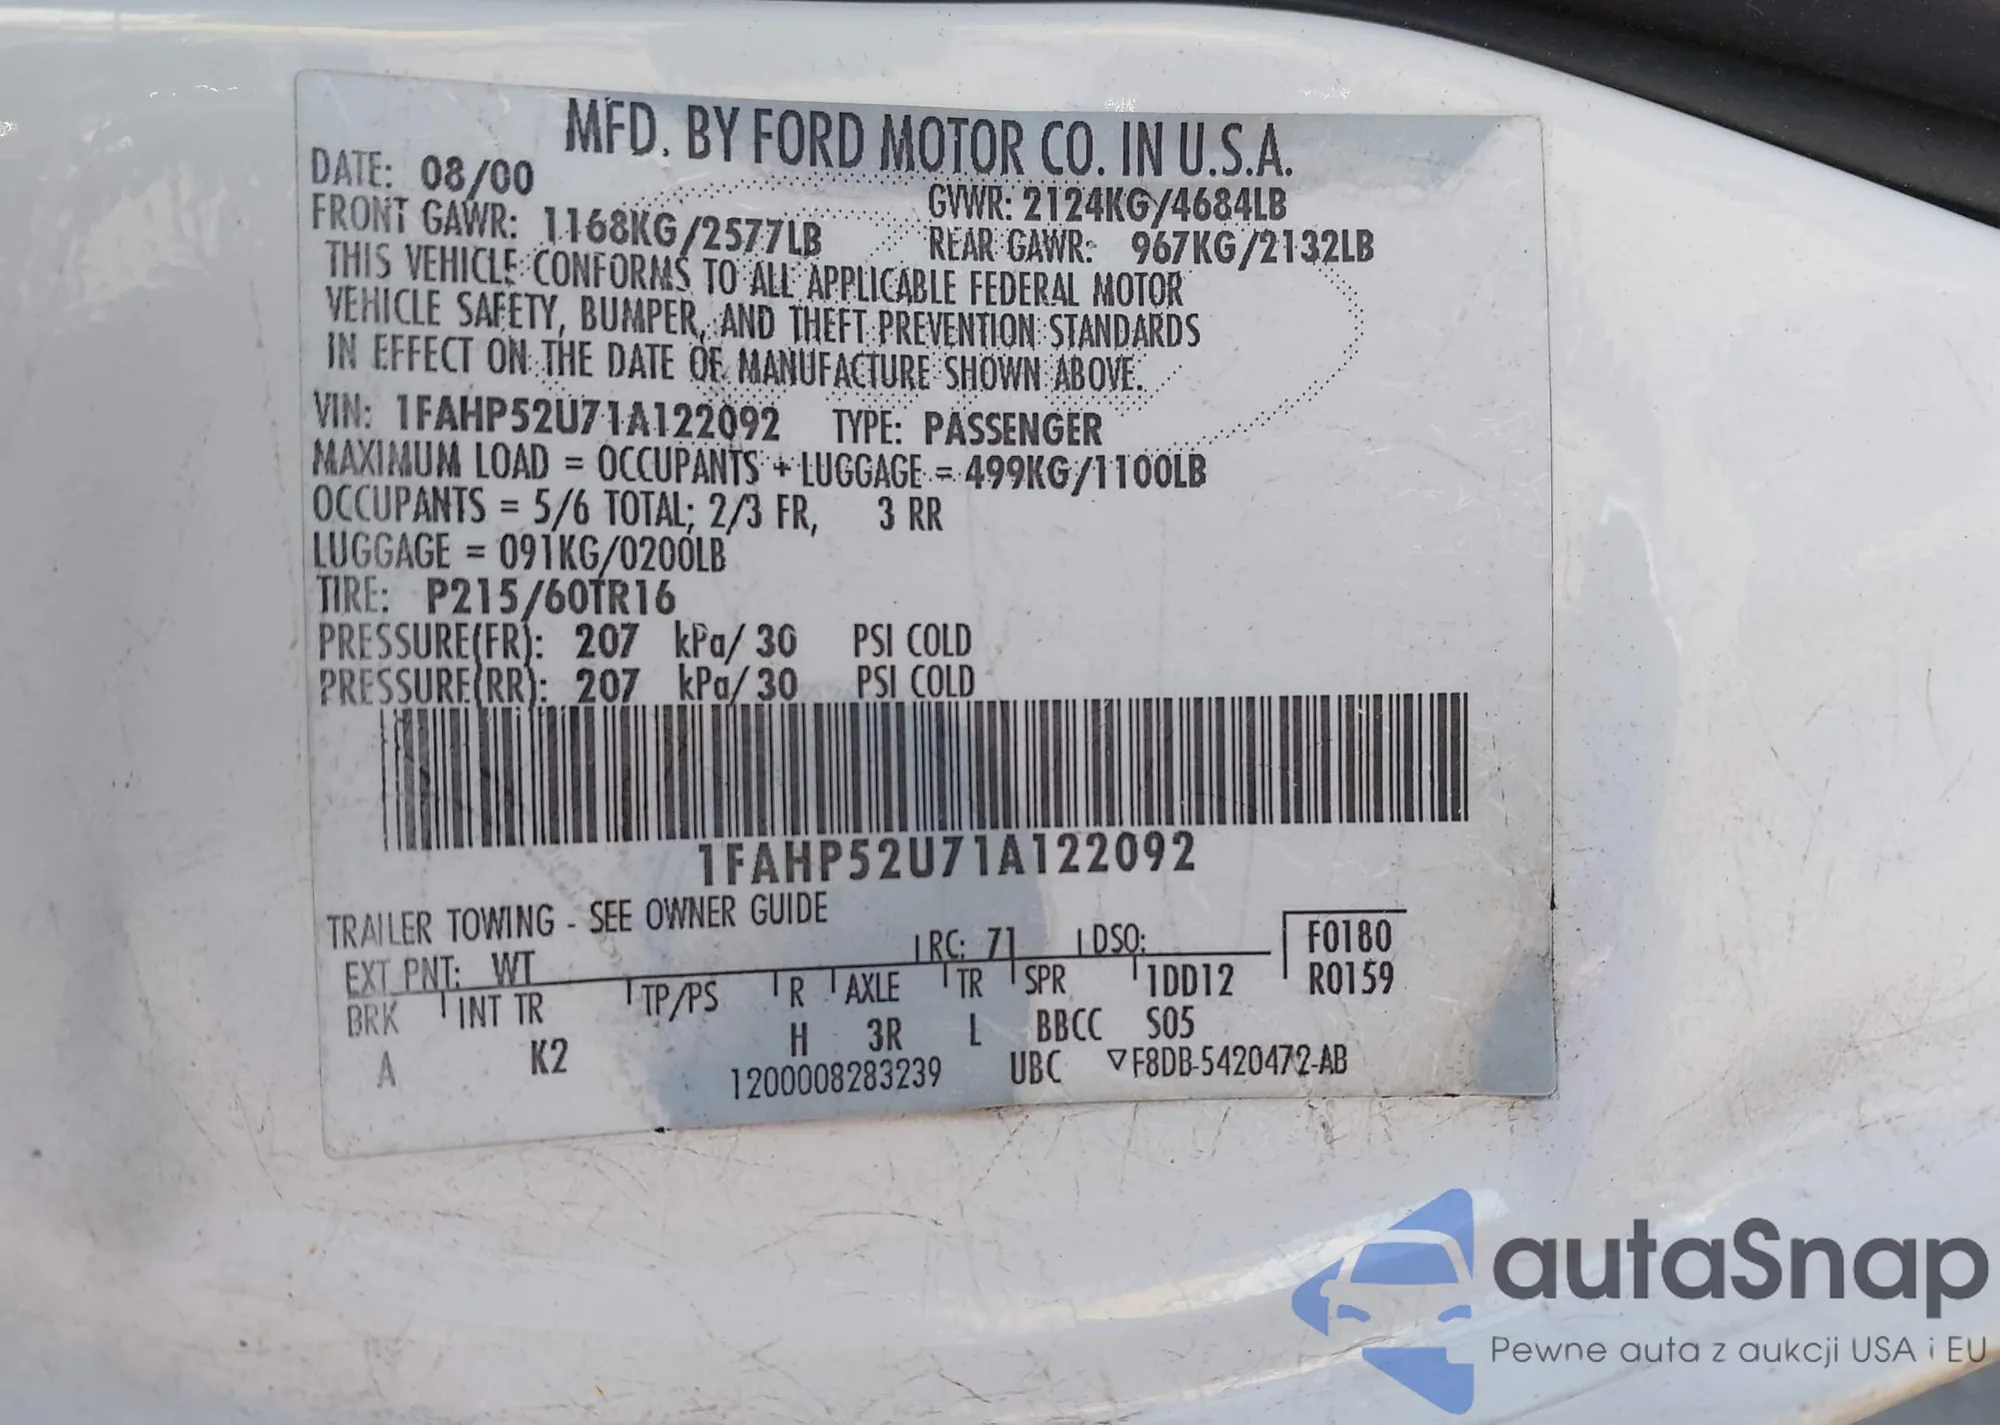 MFD. BY FORD MOTOR CO. IN U.S.A.
DATE: 08/00
GVWR: 2124KG/4684LB
FRONT GAWR: 1168KG/2577LB
REAR GAWR: 967KG/2132LB
THIS VEHICLE CONFORMS TO ALL APPLICABLE FEDERAL MOTOR
VEHICLE SAFETY, BUMPER, AND THEFT PREVENTION STANDARDS
IN EFFECT ON THE DATE OF MANUFACTURE SHOWN ABOVE.
VIN: 1FAHP52U71A122092 TYPE: PASSENGER
MAXIMUM LOAD = OCCUPANTS + LUGGAGE = 499KG/1100LB
OCCUPANTS = 5/6 TOTAL; 2/3 FR, 3 RR
LUGGAGE = 091KG/0200LB
TIRE: P215/60TR16
PRESSURE(FR): 207 kPa/ 30 PSI COLD
PRESSURE(RR): 207 kPa/ 30 PSI COLD
1FAHP52U71A122092
TRAILER TOWING - SEE OWNER GUIDE
EXT PNT: WT RC: 71 DSO: F0180
BRK INT TR TP/PS R AXLE TR SPR 1DD12 R0159
A K2 H 3R L BBCC S05
1200008283239 UBC ▽F8DB-5420472-AB
autaSnap
Pewne auta z aukcji USA i EU